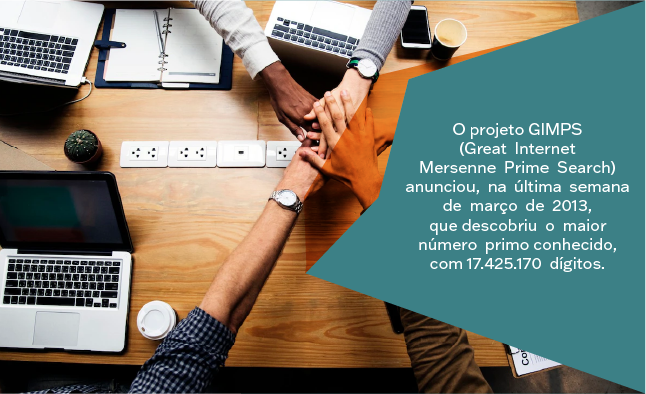 O projeto GIMPS
(Great Internet
Mersenne Prime Search)
anunciou, na última semana
de março de 2013,
que descobriu o maior
número primo conhecido,
com 17.425.170 dígitos.